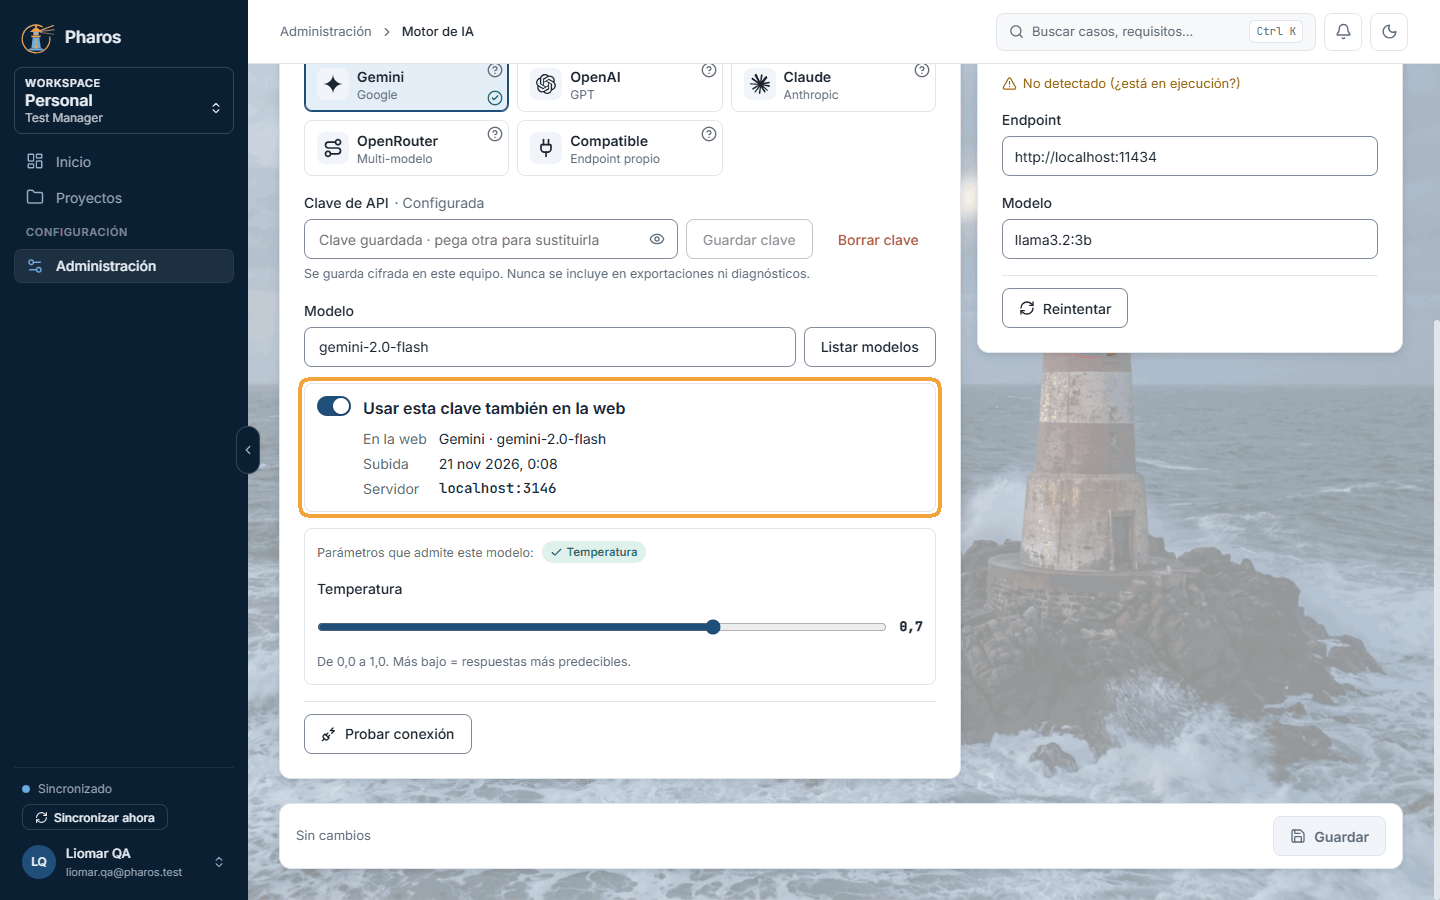 Pharos
WORKSPACE
Personal
Test Manager
Inicio
Proyectos
CONFIGURACIÓN
Administración
Sincronizado
Sincronizar ahora
LQ
Liomar QA
liomar.qa@pharos.test
Administración > Motor de IA
Buscar casos, requisitos...
Ctrl K
Gemini
Google
OpenAI
GPT
Claude
Anthropic
OpenRouter
Multi-modelo
Compatible
Endpoint propio
Clave de API · Configurada
Clave guardada · pega otra para sustituirla
Guardar clave
Borrar clave
Se guarda cifrada en este equipo. Nunca se incluye en exportaciones ni diagnósticos.
Modelo
gemini-2.0-flash
Listar modelos
Usar esta clave también en la web
En la web Gemini · gemini-2.0-flash
Subida 21 nov 2026, 0:08
Servidor localhost:3146
Parámetros que admite este modelo: Temperatura
Temperatura
0,7
De 0,0 a 1,0. Más bajo = respuestas más predecibles.
Probar conexión
No detectado (¿está en ejecución?)
Endpoint
http://localhost:11434
Modelo
llama3.2:3b
Reintentar
Sin cambios
Guardar